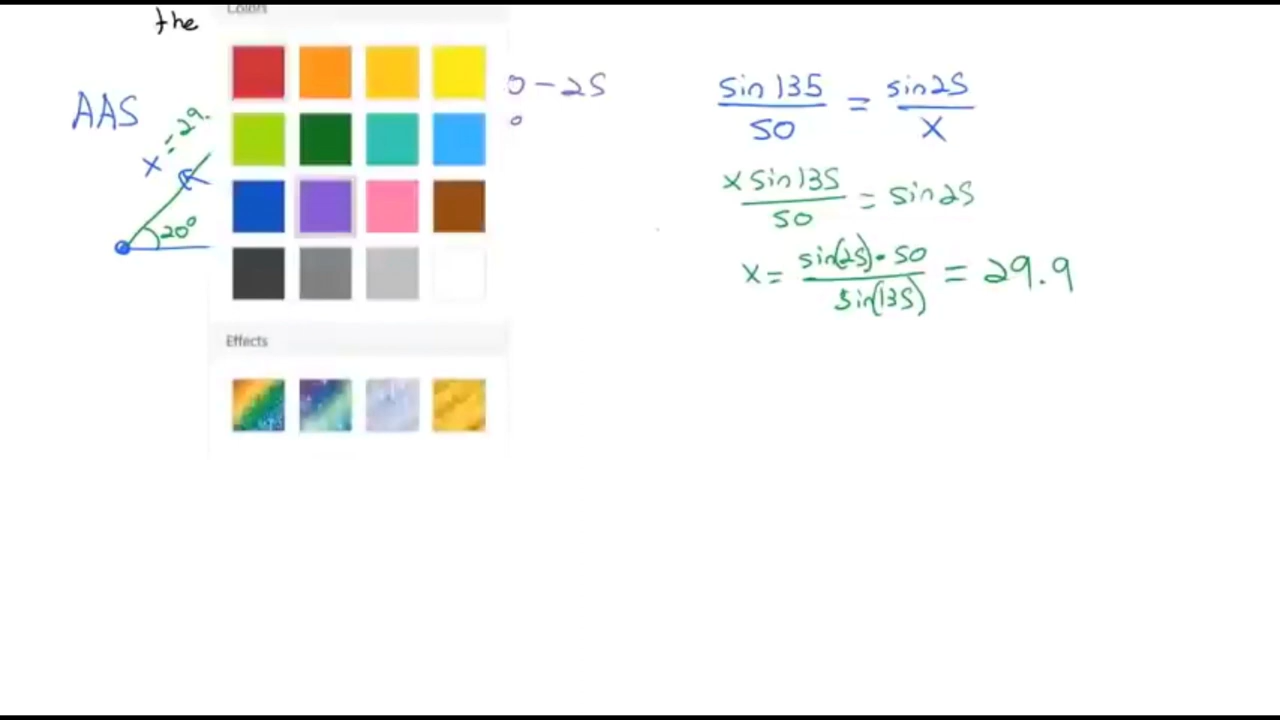 the
Colors
AAS
x = 29.
20°
0 - 25
°
sin 135 / 50 = sin 25 / x
x sin 135 / 50 = sin 25
x = sin(25) • 50 / sin(135) = 29.9
Effects